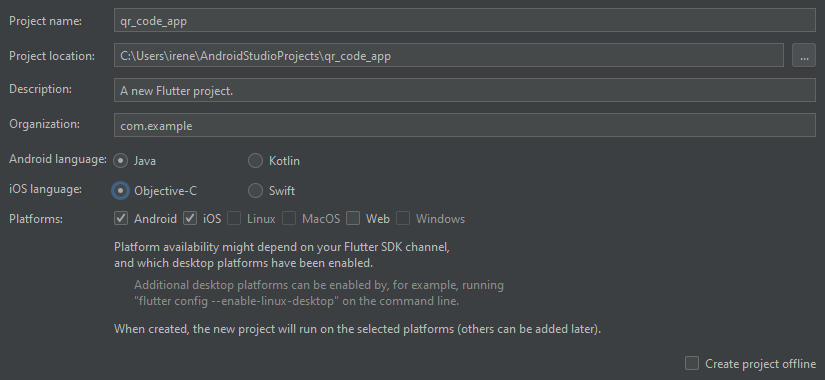 Project name: qr_code_app
Project location: C:\Users\irene\AndroidStudioProjects\qr_code_app ...
Description: A new Flutter project.
Organization: com.example
Android language: Java Kotlin
iOS language: Objective-C Swift
Platforms: Android iOS Linux MacOS Web Windows
Platform availability might depend on your Flutter SDK channel,
and which desktop platforms have been enabled.
Additional desktop platforms can be enabled by, for example, running
"flutter config --enable-linux-desktop" on the command line.
When created, the new project will run on the selected platforms (others can be added later).
Create project offline